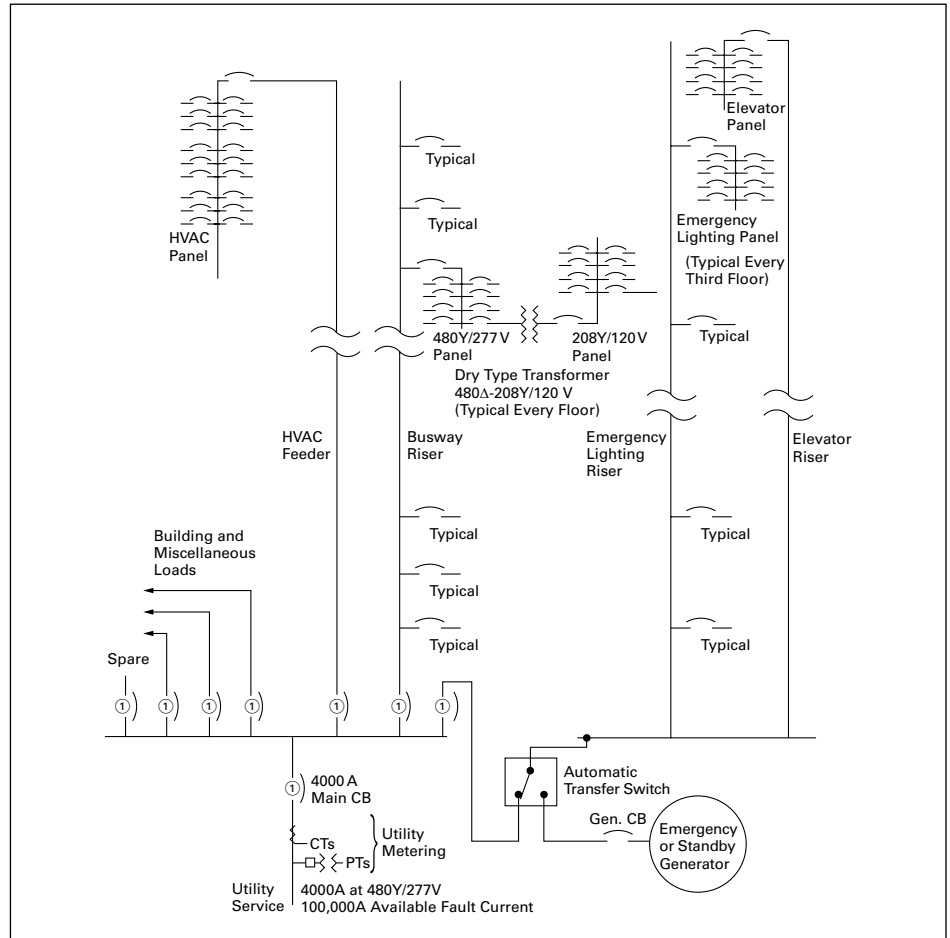 Elevator
Panel
Typical
Typical
HVAC
Panel
Emergency
Lighting Panel
(Typical Every
Third Floor)
480Y/277 V
Panel
208Y/120 V
Panel
Dry Type Transformer
480Δ-208Y/120 V
(Typical Every Floor)
Typical
HVAC
Feeder
Busway
Riser
Emergency
Lighting
Riser
Elevator
Riser
Typical
Typical
Typical
Typical
Typical
Building and
Miscellaneous
Loads
Spare
① ① ① ① ① ① ①
① 4000 A
Main CB
Automatic
Transfer Switch
Gen. CB
Emergency
or Standby
Generator
CTs
PTs
Utility
Metering
Utility
Service
4000A at 480Y/277V
100,000A Available Fault Current